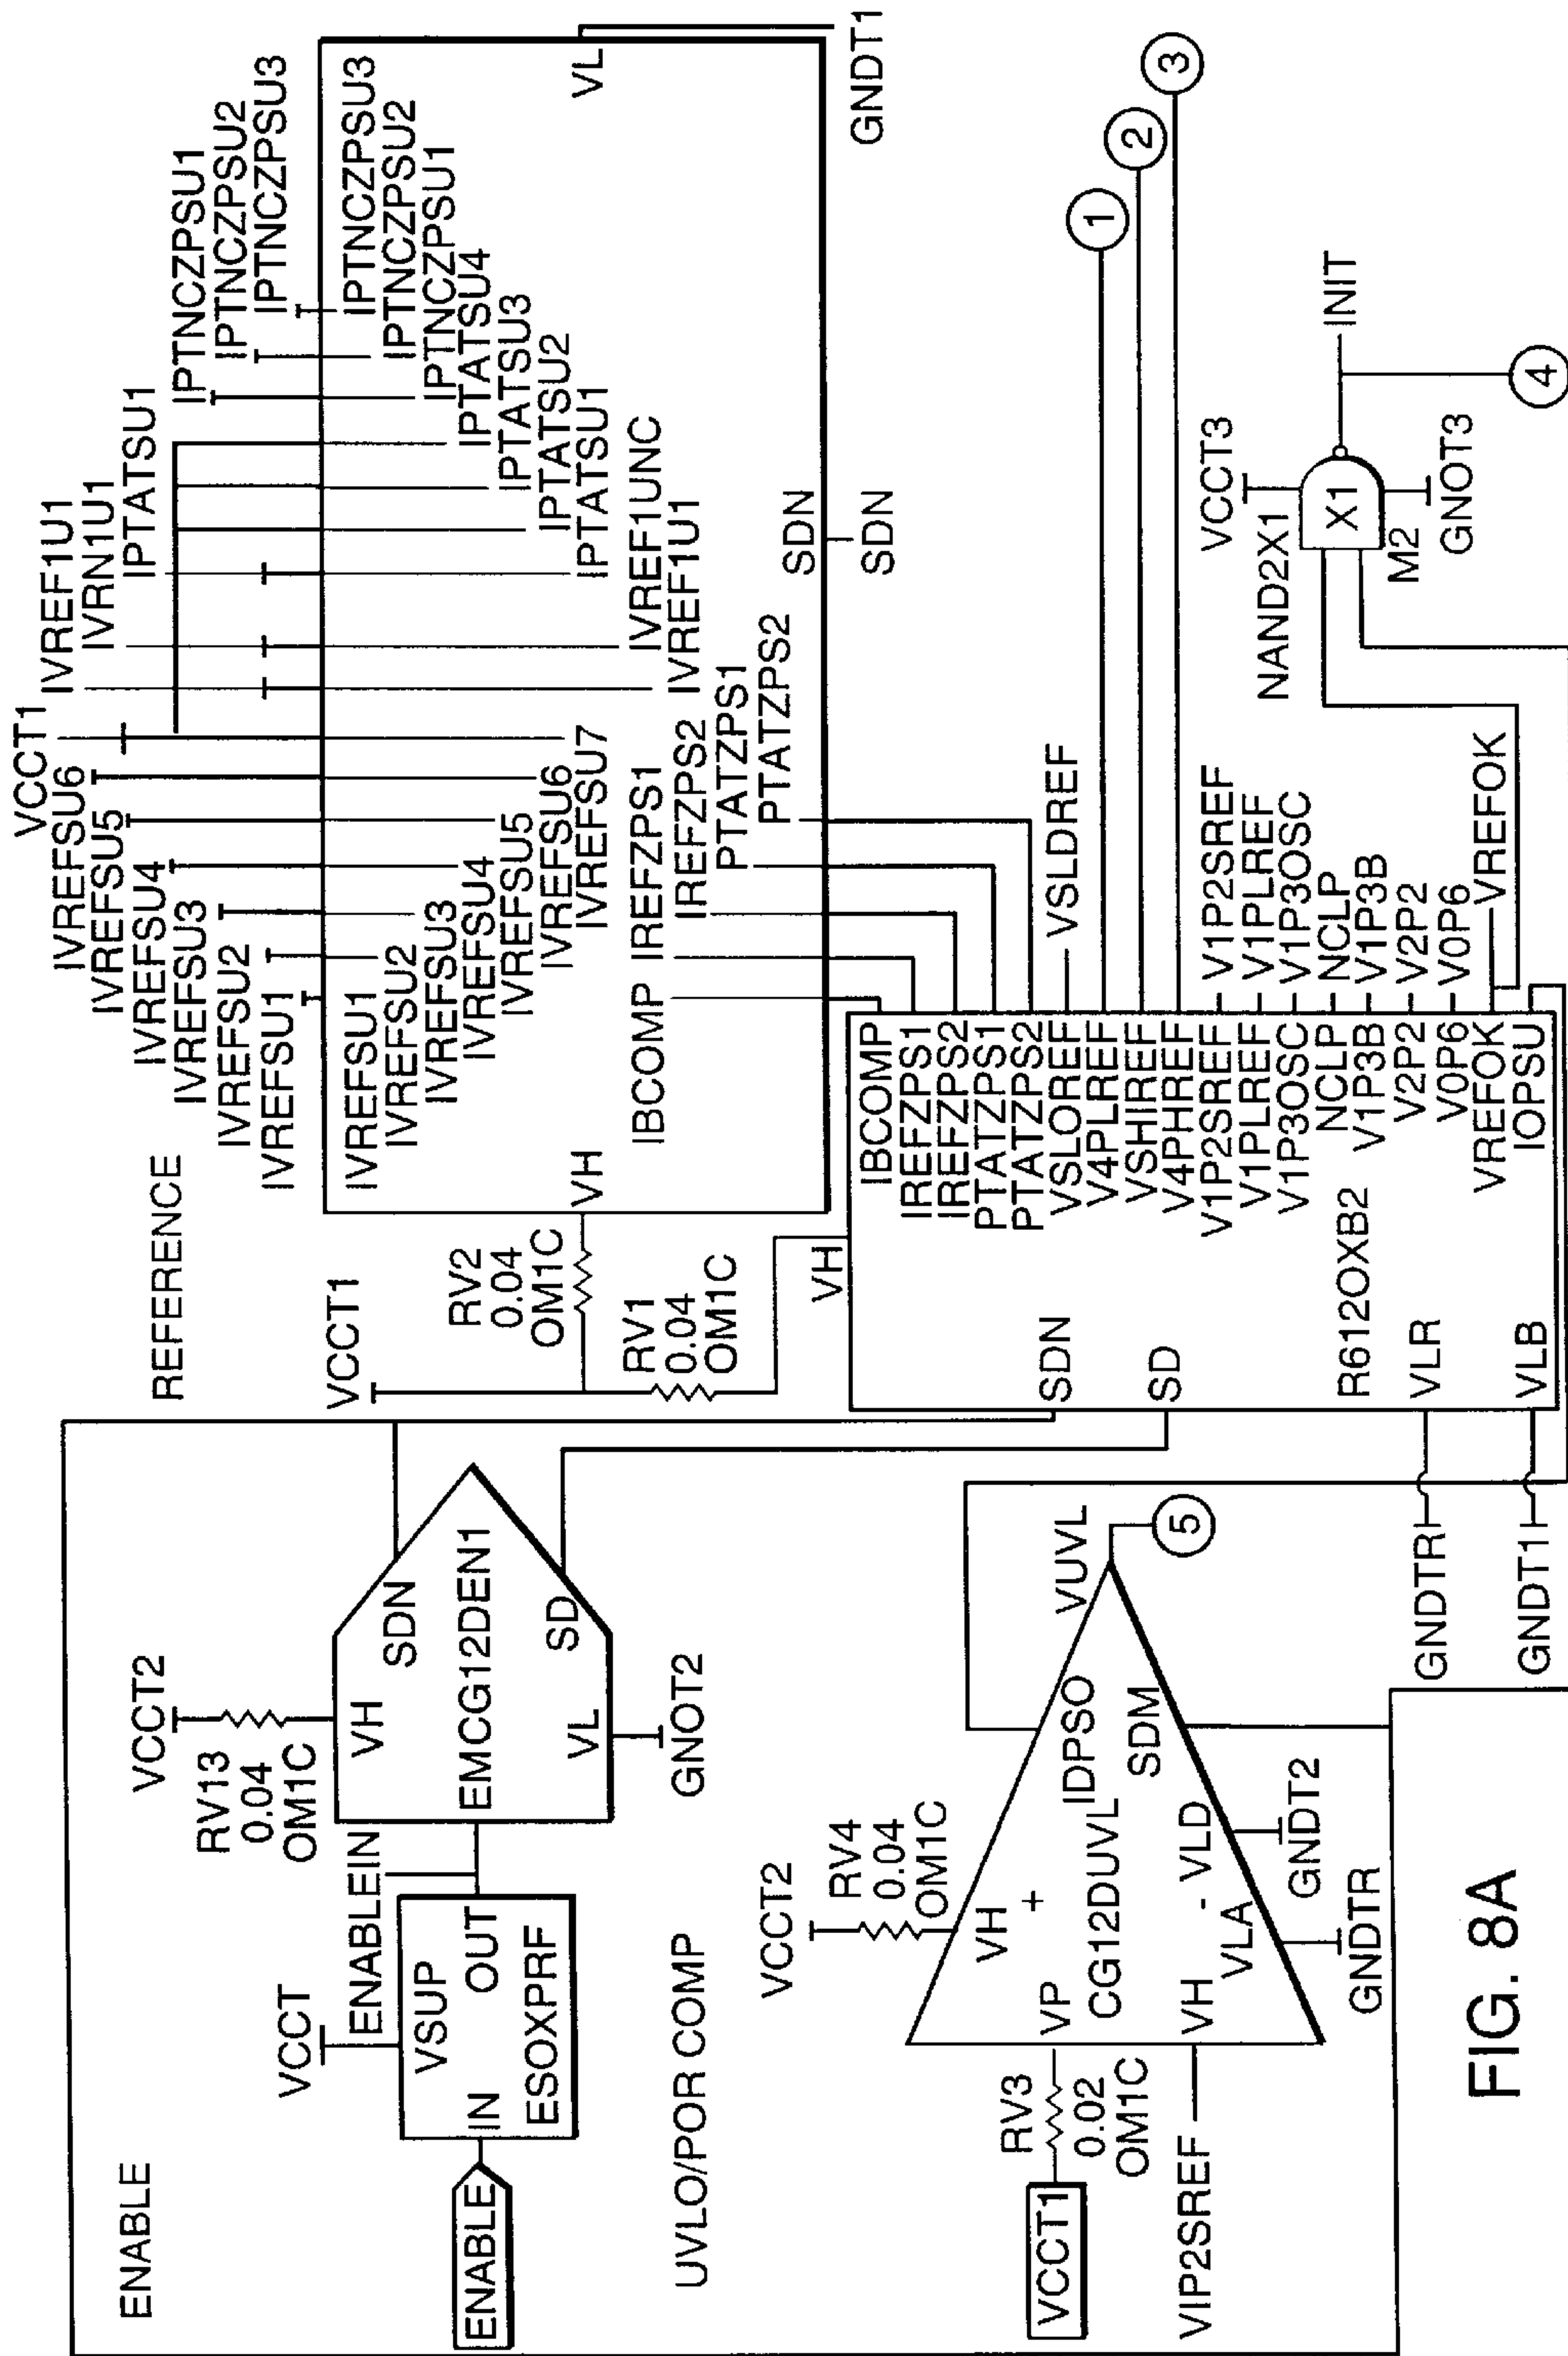 ENABLE
ENABLE
VCCT
VSUP
IN
OUT
ESOXPRF
ENABLEIN
VCCT2
RV13
0.04
OM1C
VH
SDN
EMCG12DEN1
VL
SD
GNOT2
UVLO/POR COMP
VCCT1
RV3
0.02
OM1C
VIP2SREF
VCCT2
RV4
0.04
OM1C
VH
+
VP
CG12DUVL
IDPSO
VH
-
VLA
VLD
SDM
GNDTR
GNDT2
VUVL
5
REFERENCE
VCCT1
RV2
0.04
OM1C
RV1
0.04
OM1C
VH
IVREFSU1
IVREFSU2
IVREFSU3
IVREFSU4
IVREFSU5
IVREFSU6
VCCT1
IVREF1U1
IVRN1U1
IPTATSU1
IPTNCZPSU1
IPTNCZPSU2
IPTNCZPSU3
IVREFSU1
IVREFSU2
IVREFSU3
IVREFSU4
IVREFSU5
IVREFSU6
IVREFSU7
IVREF1U1
IVREF1UNC
IPTATSU1
IPTATSU2
IPTATSU3
IPTATSU4
IPTNCZPSU1
IPTNCZPSU2
IPTNCZPSU3
IBCOMP
IREFZPS1
IREFZPS2
PTATZPS1
PTATZPS2
SDN
SDN
VL
GNDT1
VH
SDN
SD
R612OXB2
VLR
VLB
GNDTR
GNDT1
IBCOMP
IREFZPS1
IREFZPS2
PTATZPS1
PTATZPS2
VSLOREF
V4PLREF
VSHIREF
V4PHREF
V1P2SREF
V1PLREF
V1P3OSC
NCLP
V1P3B
V2P2
V0P6
VREFOK
IOPSU
VSLDREF
1
2
3
V1P2SREF
V1PLREF
V1P3OSC
NCLP
V1P3B
V2P2
V0P6
VREFOK
NAND2X1
VCCT3
X1
M2
GNOT3
INIT
4
FIG. 8A